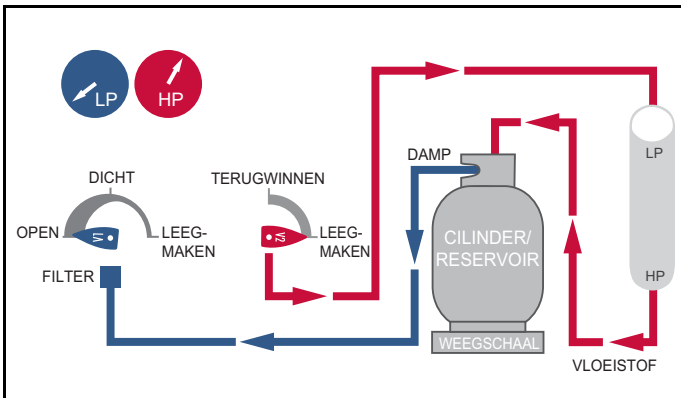 LP
HP
DAMP
DICHT
TERUGWINNEN
OPEN
V1
LEEG-
MAKEN
V2
LEEG-
MAKEN
FILTER
CILINDER/
RESERVOIR
WEEGSCHAAL
LP
HP
VLOEISTOF